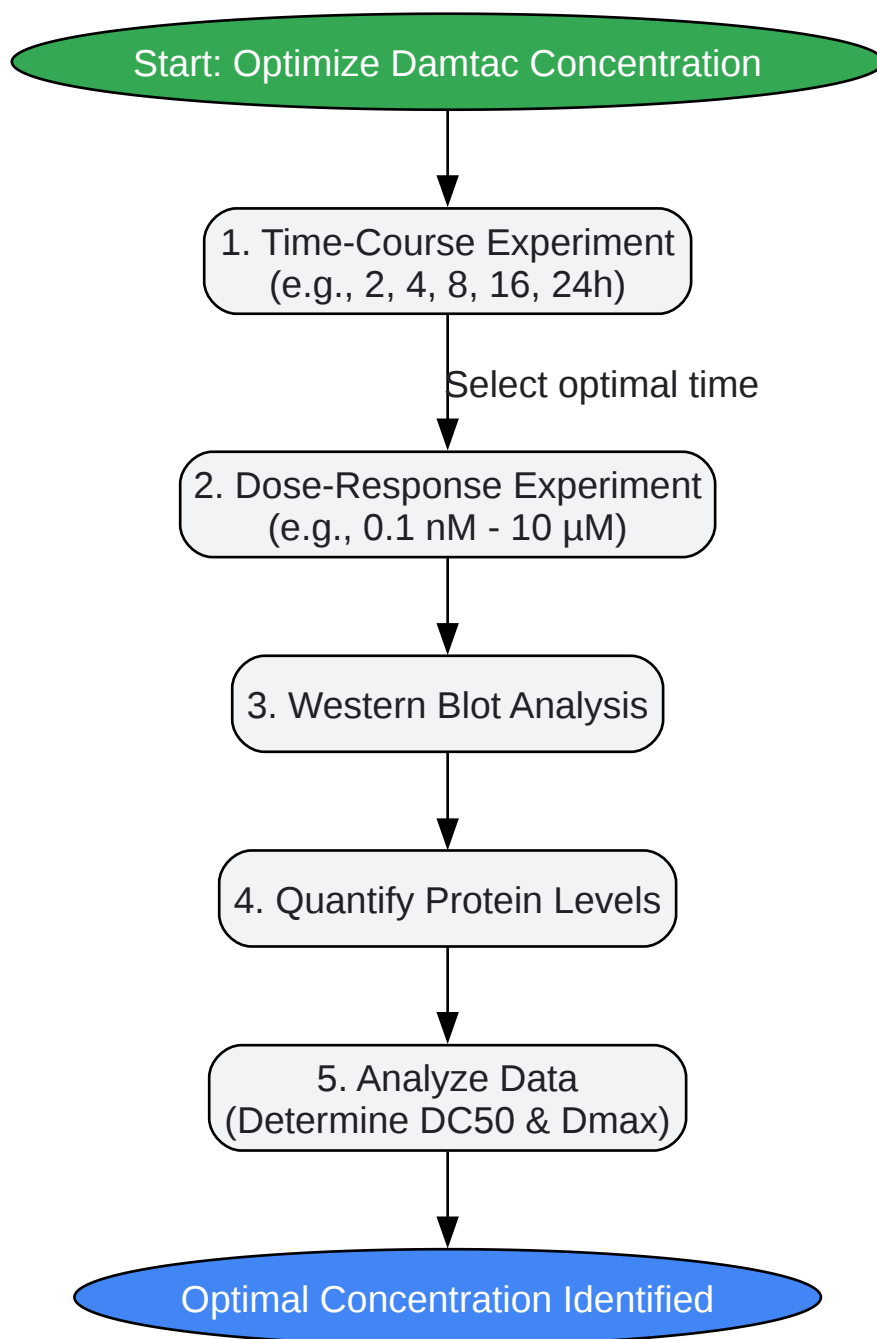 Start: Optimize Damtac Concentration
1. Time-Course Experiment
(e.g., 2, 4, 8, 16, 24h)
Select optimal time
2. Dose-Response Experiment
(e.g., 0.1 nM - 10 µM)
3. Western Blot Analysis
4. Quantify Protein Levels
5. Analyze Data
(Determine DC50 & Dmax)
Optimal Concentration Identified